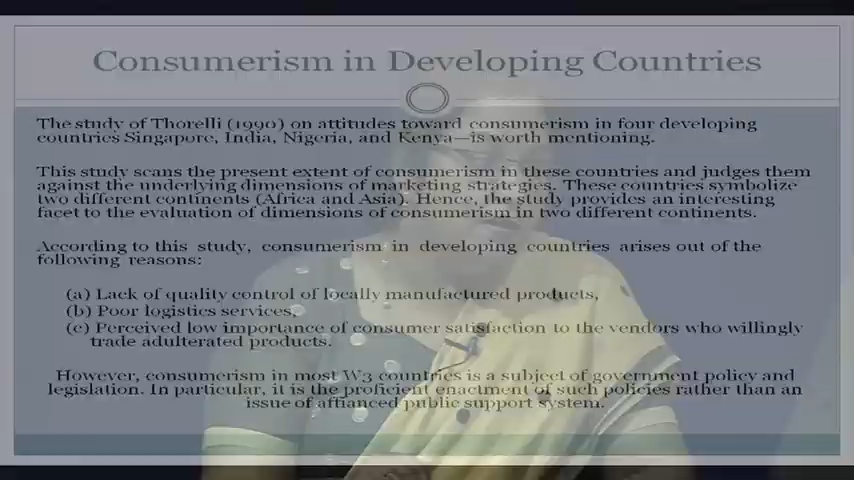 Consumerism in Developing Countries
The study of Thorelli (1990) on attitudes toward consumerism in four developing
countries Singapore, India, Nigeria, and Kenya—is worth mentioning.
This study scans the present extent of consumerism in these countries and judges them
against the underlying dimensions of marketing strategies. These countries symbolize
two different continents (Africa and Asia). Hence, the study provides an interesting
facet to the evaluation of dimensions of consumerism in two different continents.
According to this study, consumerism in developing countries arises out of the
following reasons:
(a) Lack of quality control of locally manufactured products,
(b) Poor logistics services,
(c) Perceived low importance of consumer satisfaction to the vendors who willingly
trade adulterated products.
However, consumerism in most W3 countries is a subject of government policy and
legislation. In particular, it is the proficient enactment of such policies rather than an
issue of affianced public support system.